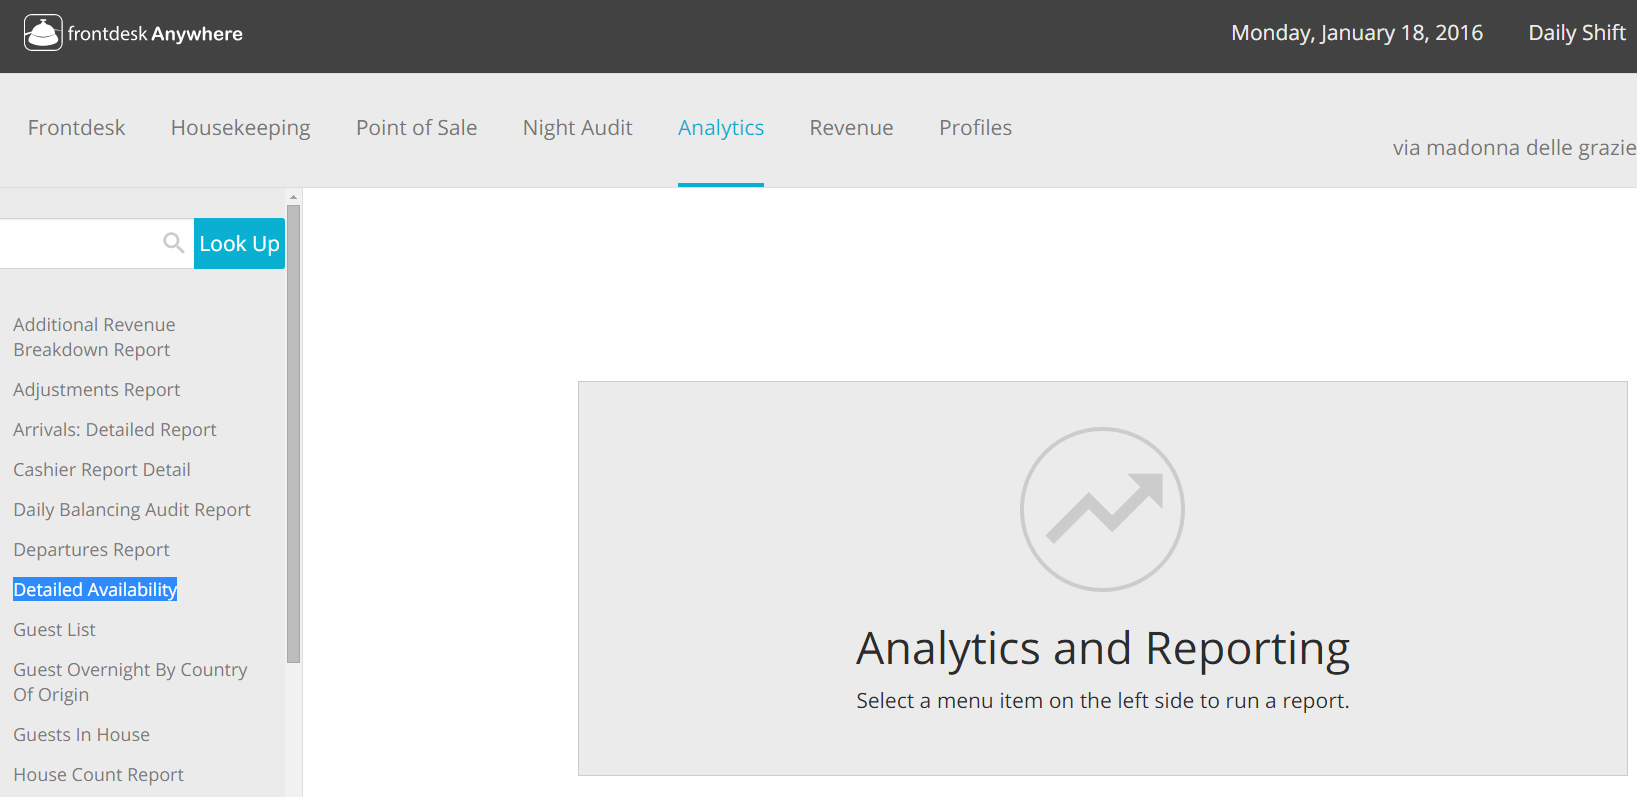 frontdesk Anywhere
Monday, January 18, 2016
Daily Shift
Frontdesk
Housekeeping
Point of Sale
Night Audit
Analytics
Revenue
Profiles
via madonna delle grazie
Look Up
Additional Revenue
Breakdown Report
Adjustments Report
Arrivals: Detailed Report
Cashier Report Detail
Daily Balancing Audit Report
Departures Report
Detailed Availability
Guest List
Guest Overnight By Country
Of Origin
Guests In House
House Count Report
Analytics and Reporting
Select a menu item on the left side to run a report.